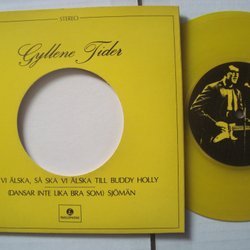 STEREO
Gyllene Tider
VI ÄLSKA, SÅ SKA VI ÄLSKA TILL BUDDY HOLLY
(DANSAR INTE LIKA BRA SOM) SJÖMÄN